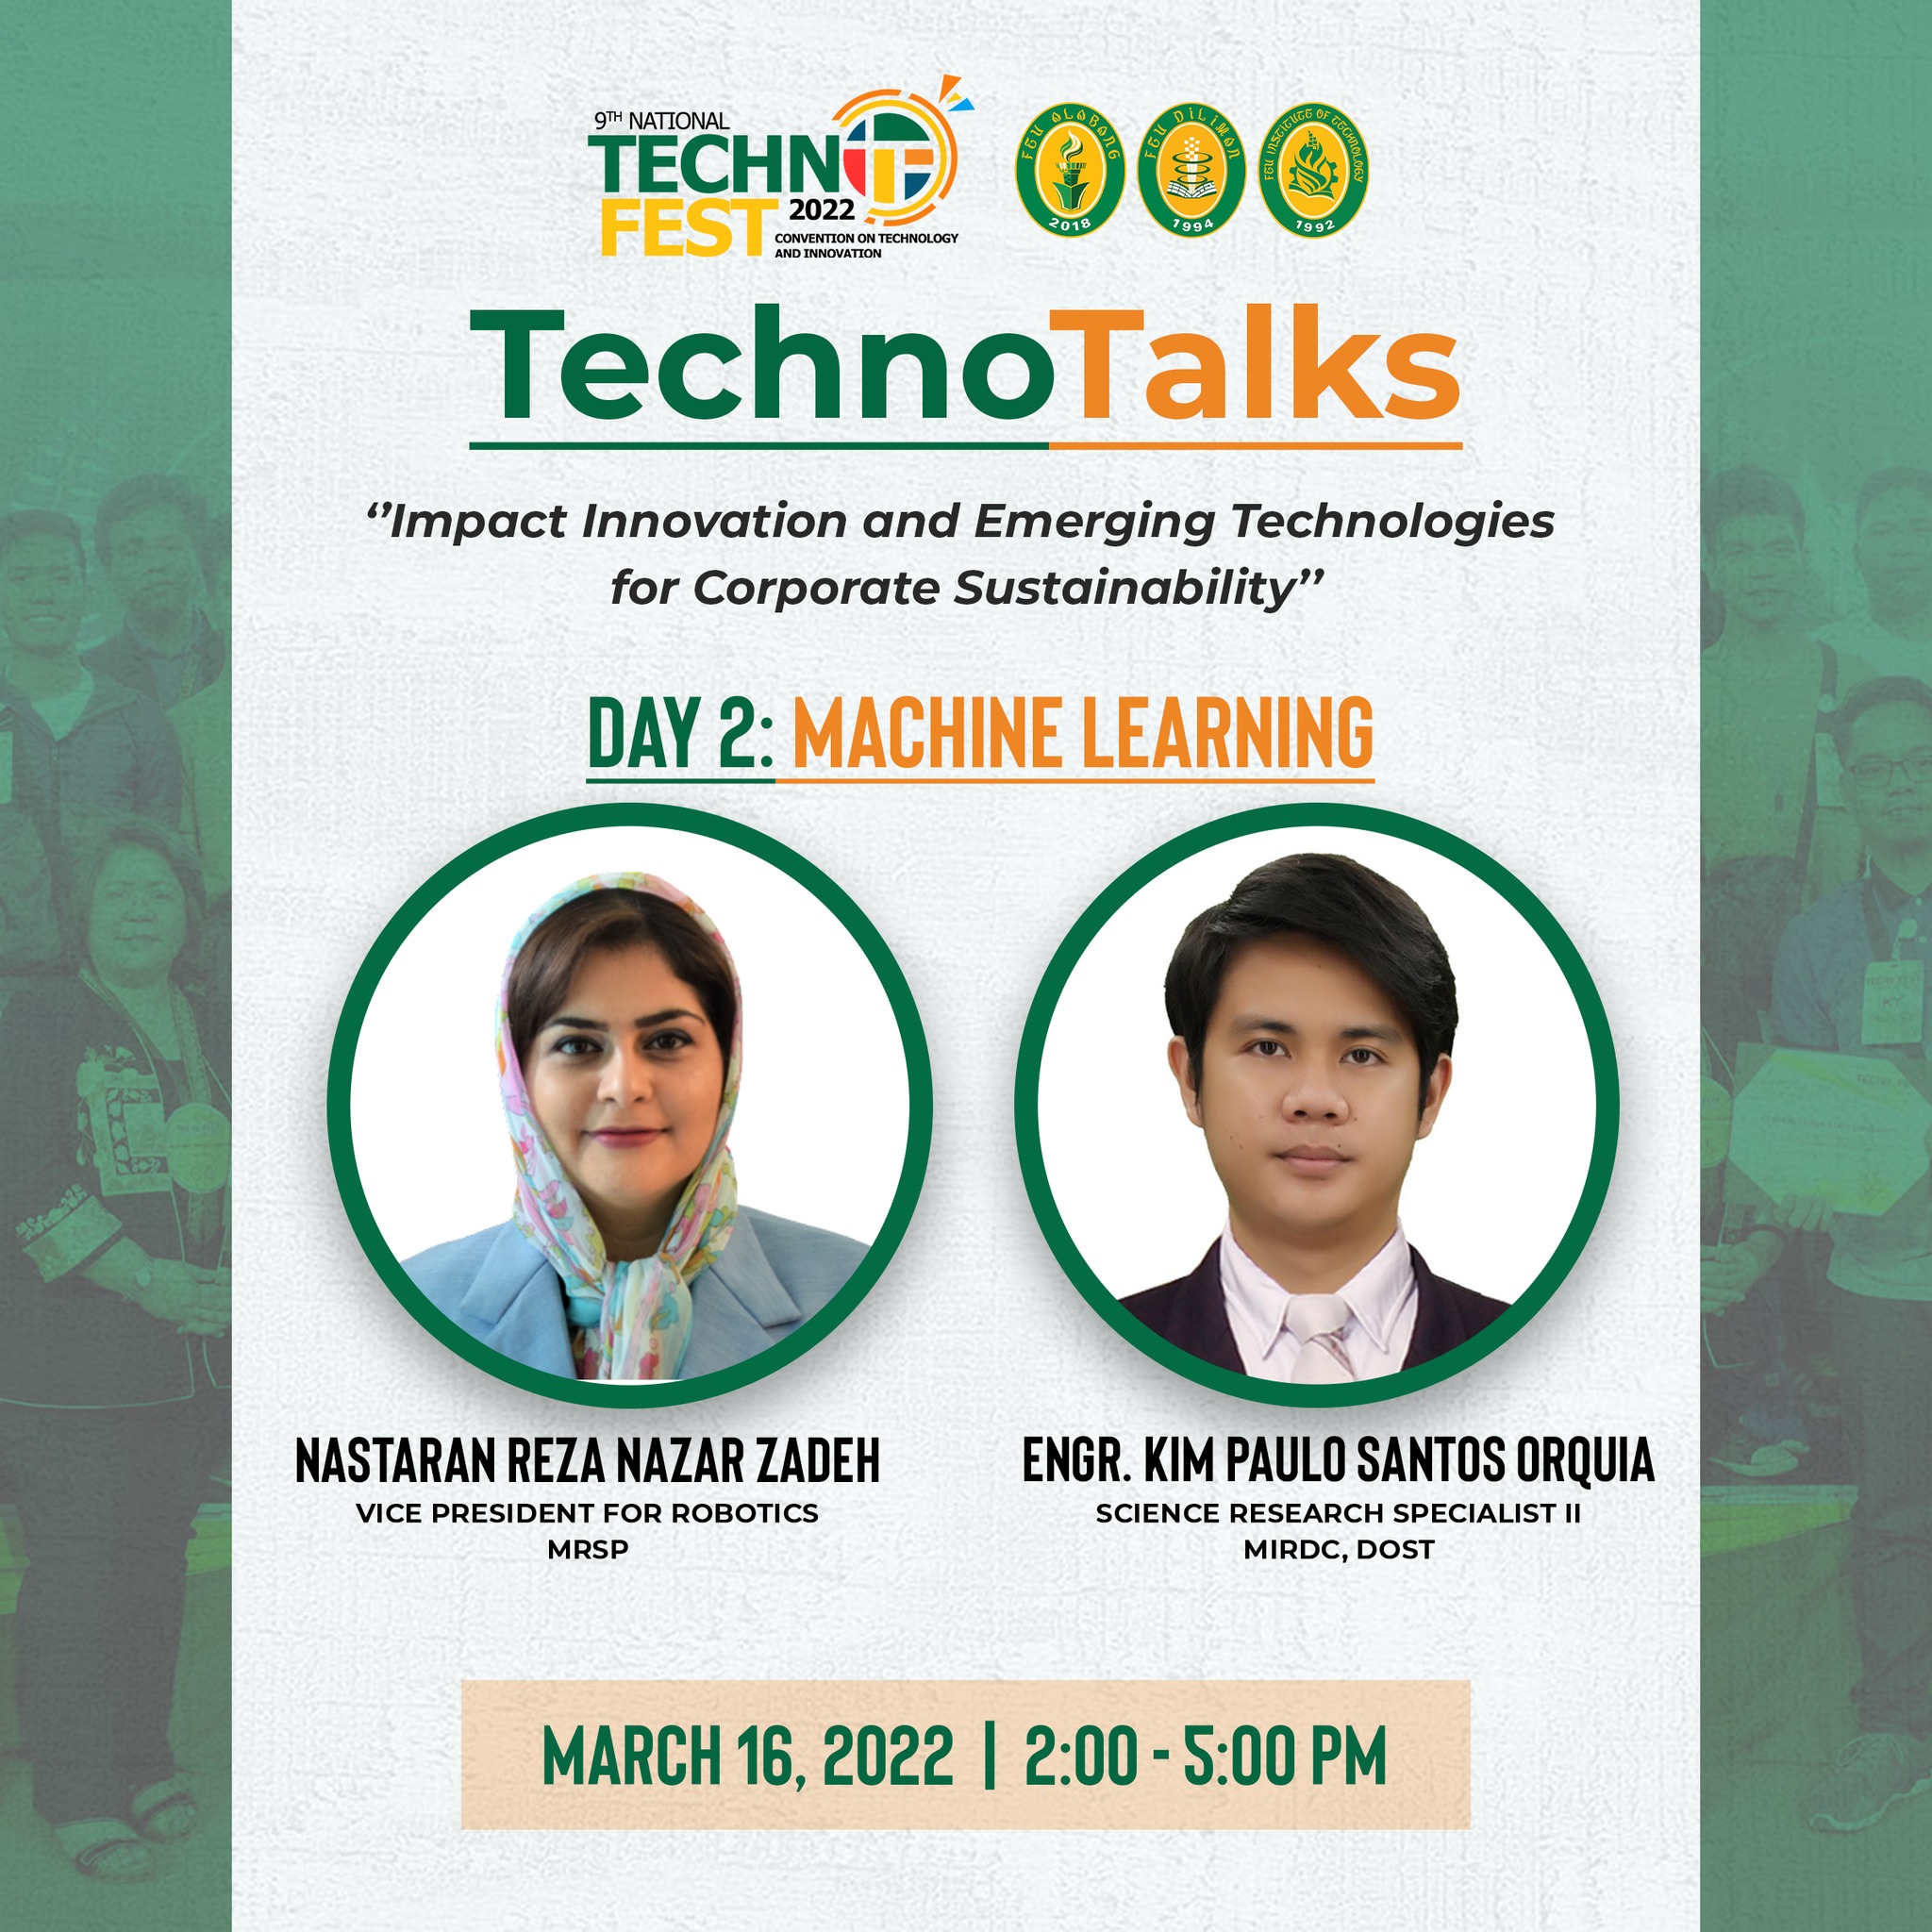 9TH NATIONAL
TECHNO
FEST 2022
CONVENTION ON TECHNOLOGY
AND INNOVATION
FEU ALABANG
2018
FEU DILIMAN
1994
FEU INSTITUTE OF TECHNOLOGY
1992
TechnoTalks
‘’Impact Innovation and Emerging Technologies
for Corporate Sustainability’’
DAY 2: MACHINE LEARNING
NASTARAN REZA NAZAR ZADEH
VICE PRESIDENT FOR ROBOTICS
MRSP
ENGR. KIM PAULO SANTOS ORQUIA
SCIENCE RESEARCH SPECIALIST II
MIRDC, DOST
MARCH 16, 2022 | 2:00 - 5:00 PM